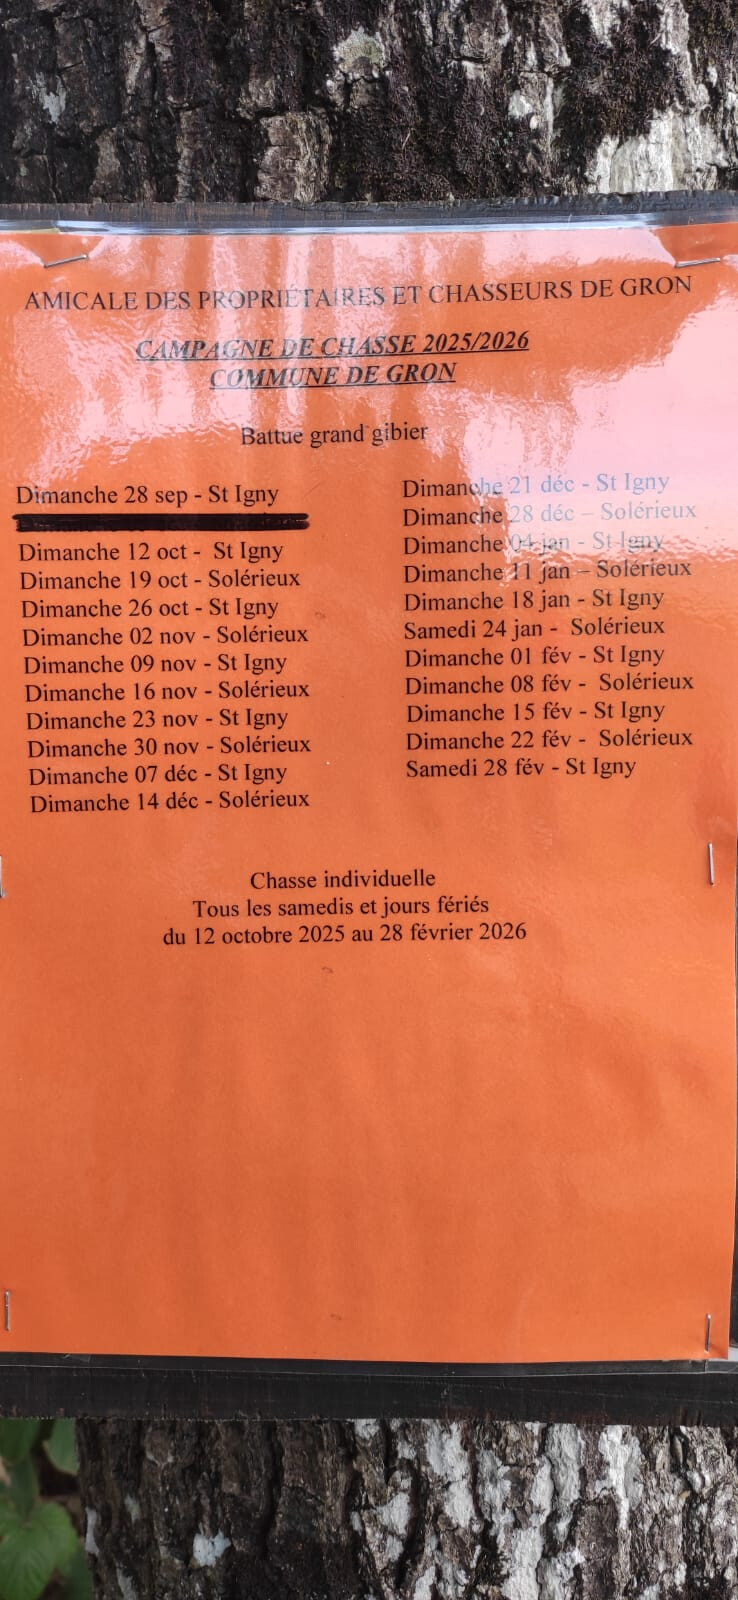 AMICALE DES PROPRIÉTAIRES ET CHASSEURS DE GRON
CAMPAGNE DE CHASSE 2025/2026
COMMUNE DE GRON
Battue grand gibier
Dimanche 28 sep - St Igny
Dimanche 12 oct - St Igny
Dimanche 19 oct - Solérieux
Dimanche 26 oct - St Igny
Dimanche 02 nov - Solérieux
Dimanche 09 nov - St Igny
Dimanche 16 nov - Solérieux
Dimanche 23 nov - St Igny
Dimanche 30 nov - Solérieux
Dimanche 07 déc - St Igny
Dimanche 14 déc - Solérieux
Dimanche 21 déc - St Igny
Dimanche 28 déc – Solérieux
Dimanche 04 jan - St Igny
Dimanche 11 jan – Solérieux
Dimanche 18 jan - St Igny
Samedi 24 jan - Solérieux
Dimanche 01 fév - St Igny
Dimanche 08 fév - Solérieux
Dimanche 15 fév - St Igny
Dimanche 22 fév - Solérieux
Samedi 28 fév - St Igny
Chasse individuelle
Tous les samedis et jours fériés
du 12 octobre 2025 au 28 février 2026